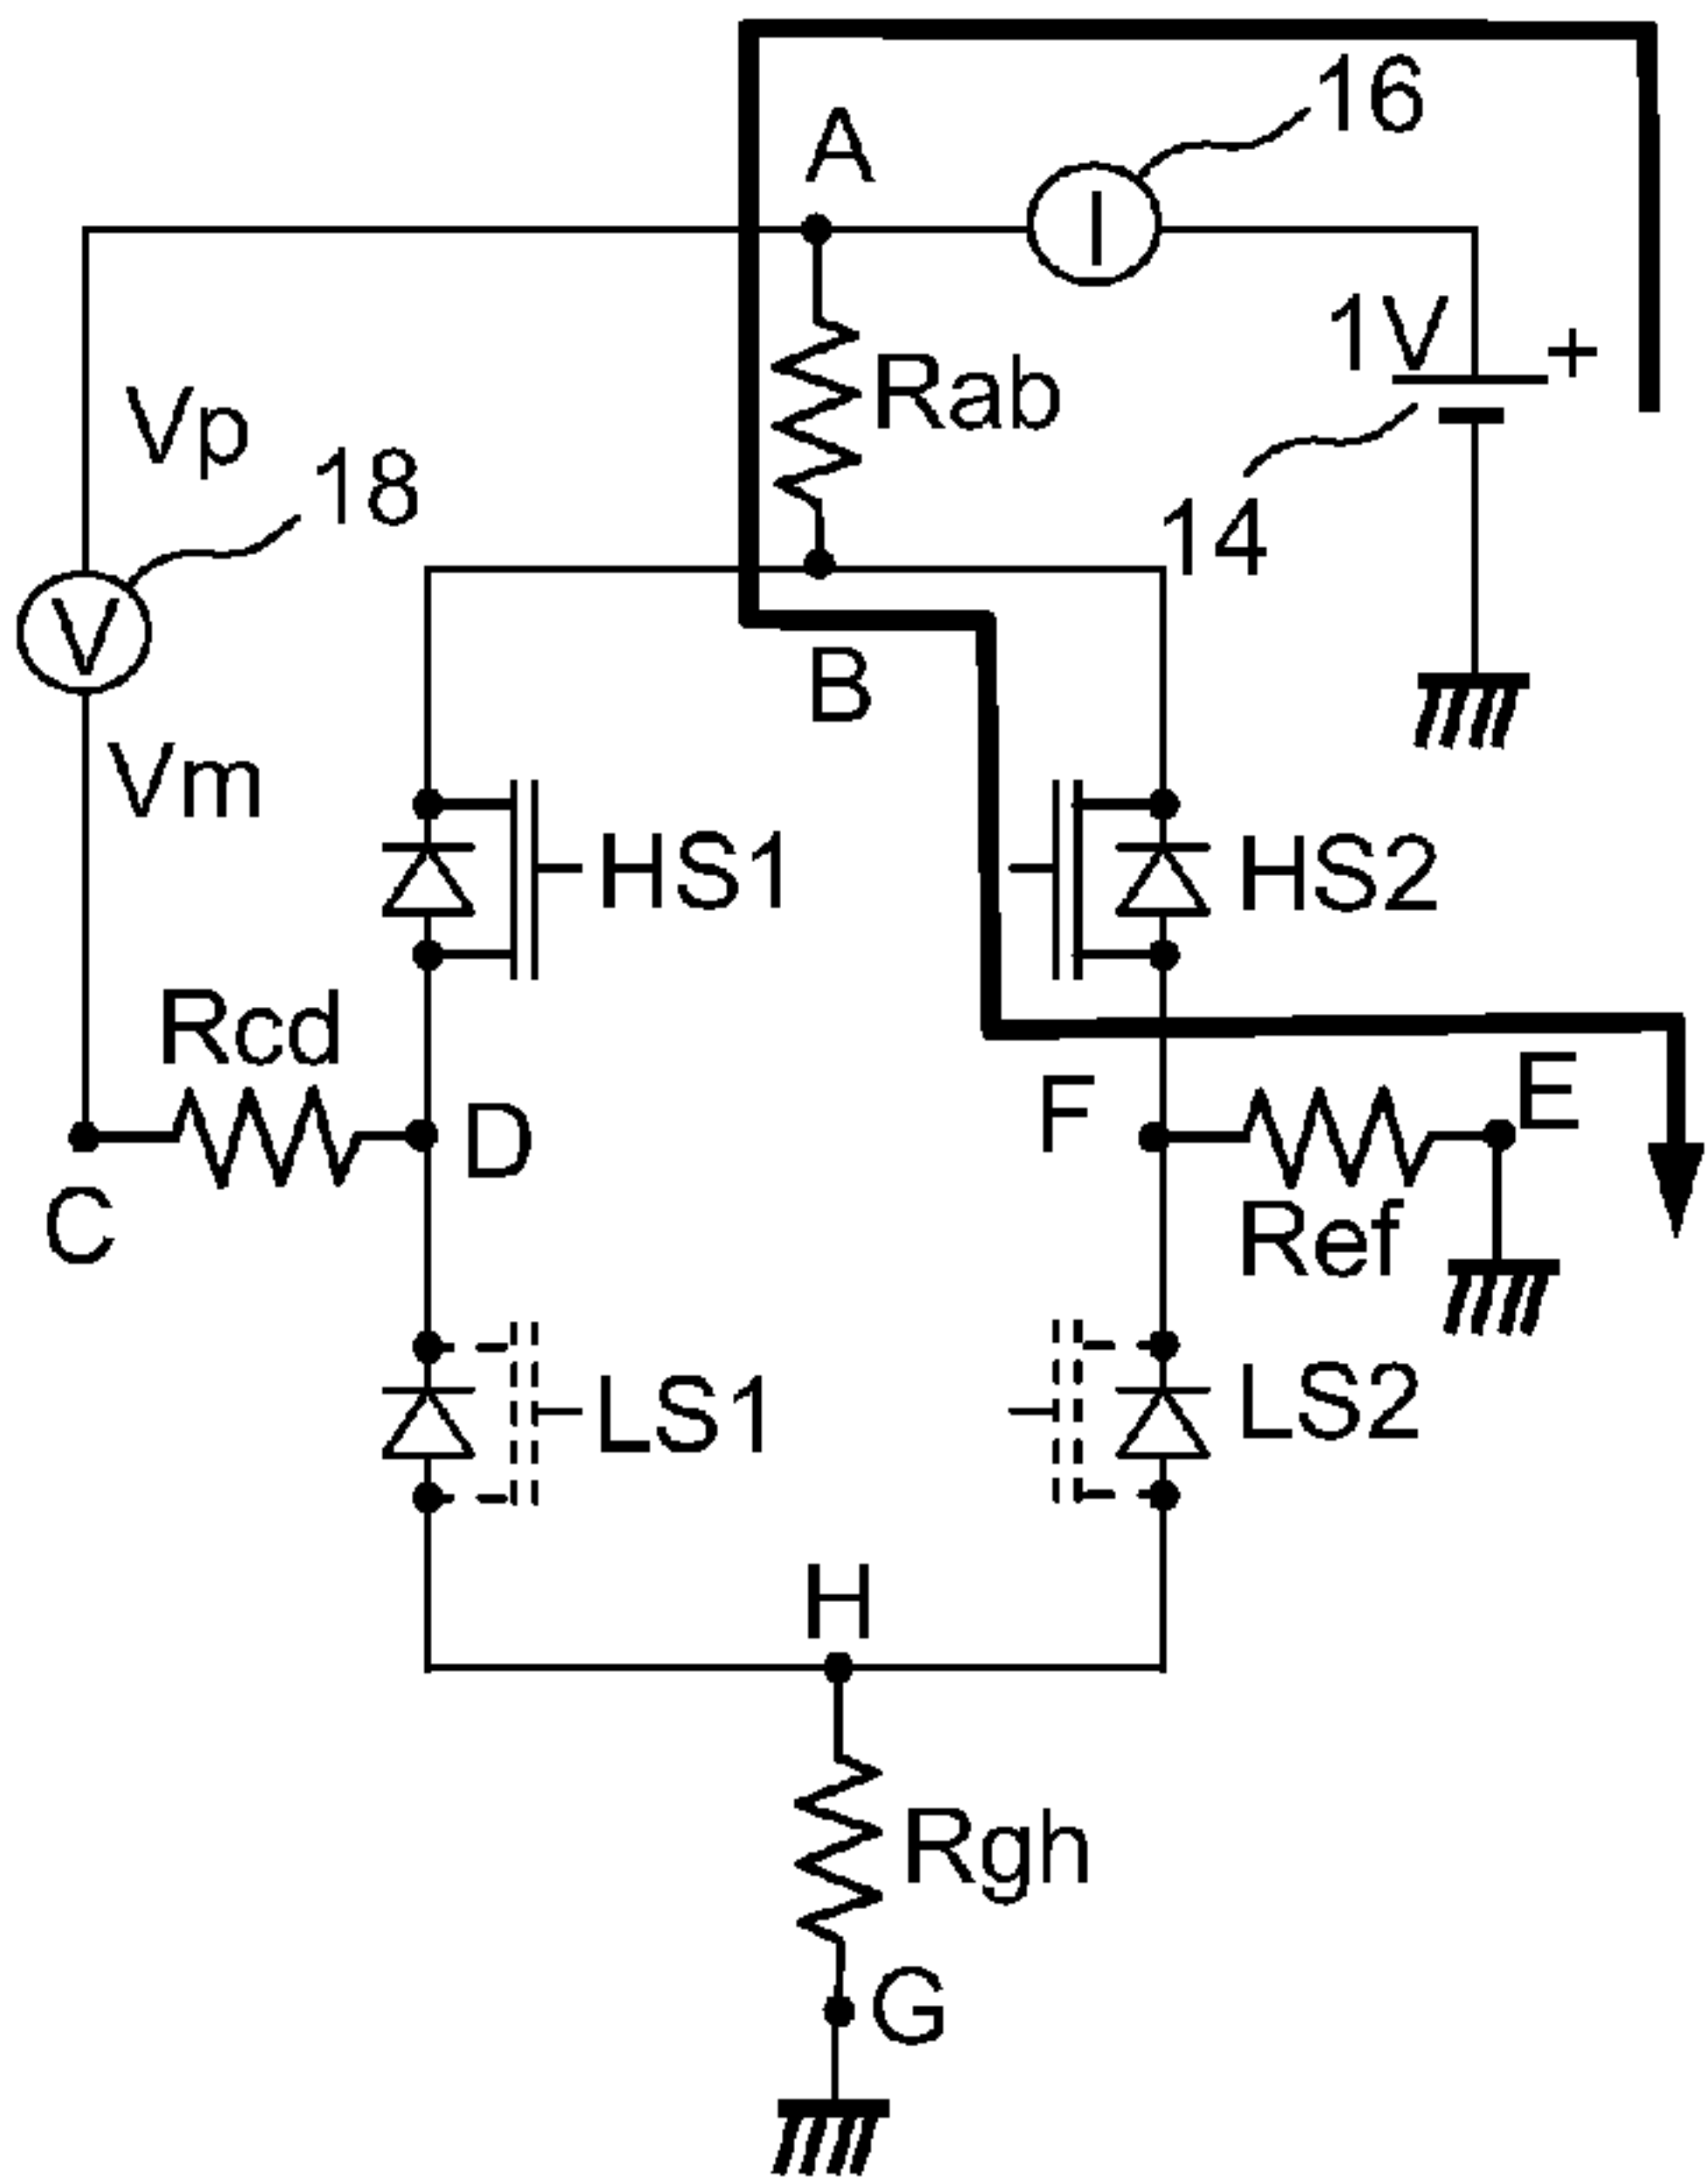 16
A
I
1V +
Rab
Vp
18
14
V
B
Vm
HS1
HS2
Rcd
E
F
D
C
Ref
LS1
LS2
H
Rgh
G